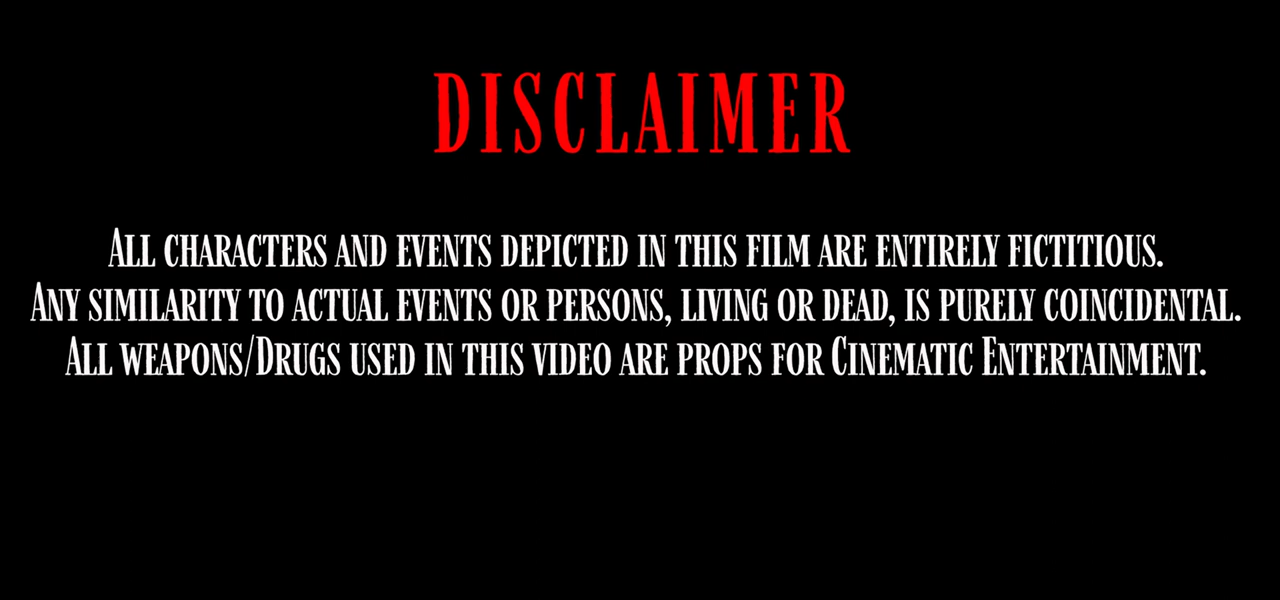 DISCLAIMER
All characters and events depicted in this film are entirely fictitious.
Any similarity to actual events or persons, living or dead, is purely coincidental.
All weapons/Drugs used in this video are props for Cinematic Entertainment.